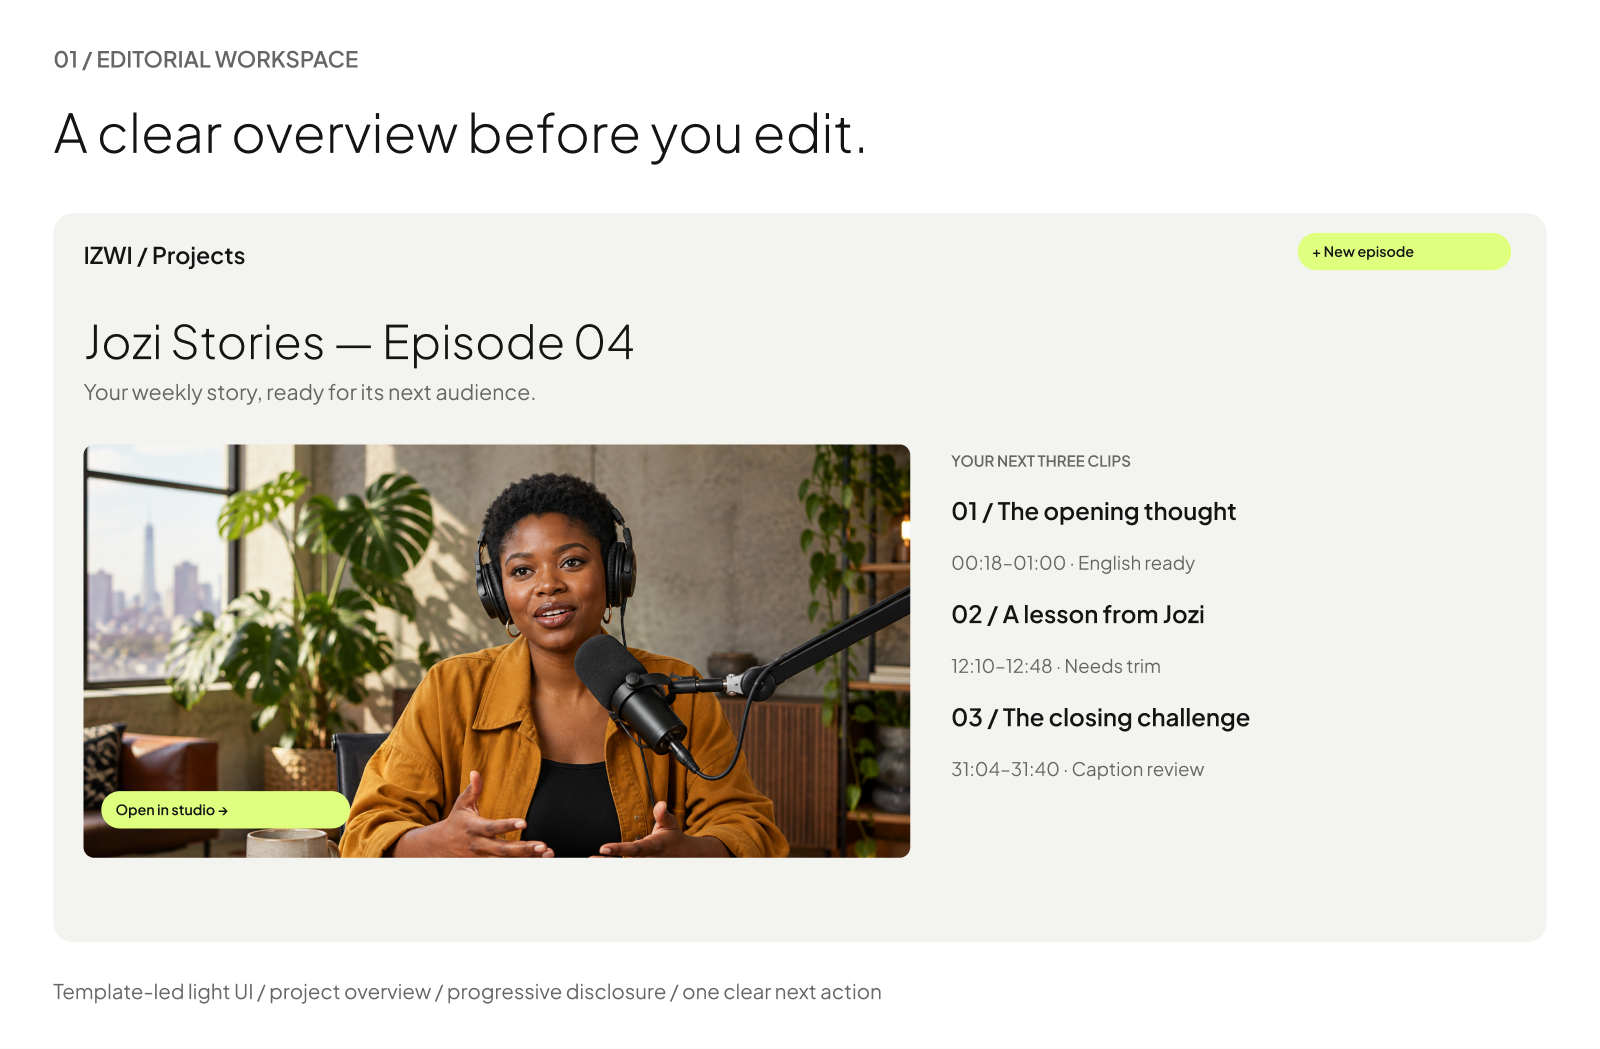 01 / EDITORIAL WORKSPACE
A clear overview before you edit.
IZWI / Projects
+ New episode
Jozi Stories — Episode 04
Your weekly story, ready for its next audience.
Open in studio →
YOUR NEXT THREE CLIPS
01 / The opening thought
00:18–01:00 · English ready
02 / A lesson from Jozi
12:10–12:48 · Needs trim
03 / The closing challenge
31:04–31:40 · Caption review
Template-led light UI / project overview / progressive disclosure / one clear next action